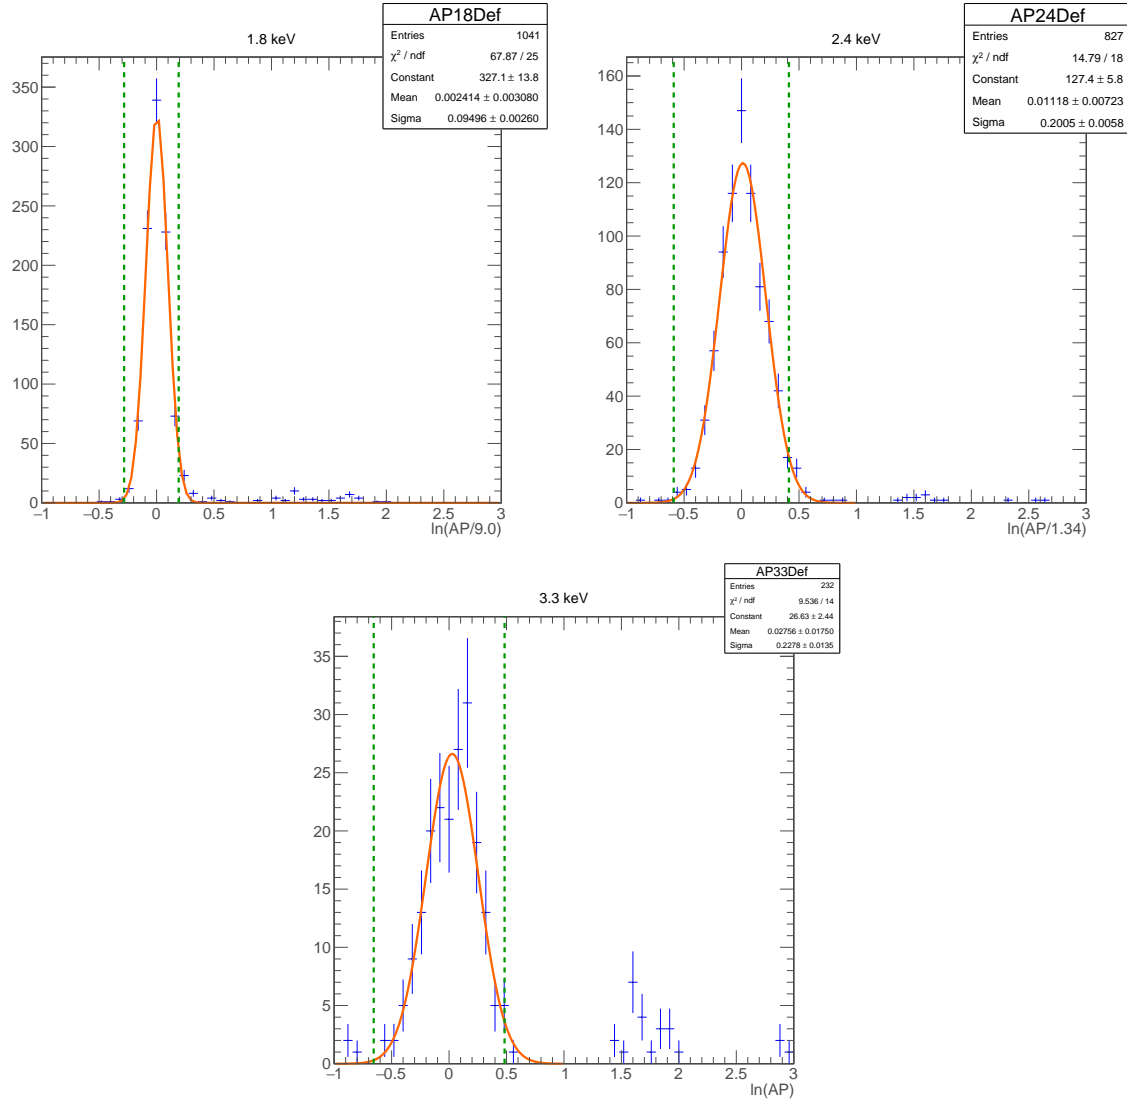 1.8 keV
AP18Def
Entries 1041
χ² / ndf 67.87 / 25
Constant 327.1 ± 13.8
Mean 0.002414 ± 0.003080
Sigma 0.09496 ± 0.00260
350
300
250
200
150
100
50
0
−1 −0.5 0 0.5 1 1.5 2 2.5 3
ln(AP/9.0)
2.4 keV
AP24Def
Entries 827
χ² / ndf 14.79 / 18
Constant 127.4 ± 5.8
Mean 0.01118 ± 0.00723
Sigma 0.2005 ± 0.0058
160
140
120
100
80
60
40
20
0
−1 −0.5 0 0.5 1 1.5 2 2.5 3
ln(AP/1.34)
3.3 keV
AP33Def
Entries 232
χ² / ndf 9.536 / 14
Constant 26.63 ± 2.44
Mean 0.02756 ± 0.01750
Sigma 0.2278 ± 0.0135
35
30
25
20
15
10
5
0
−1 −0.5 0 0.5 1 1.5 2 2.5 3
ln(AP)